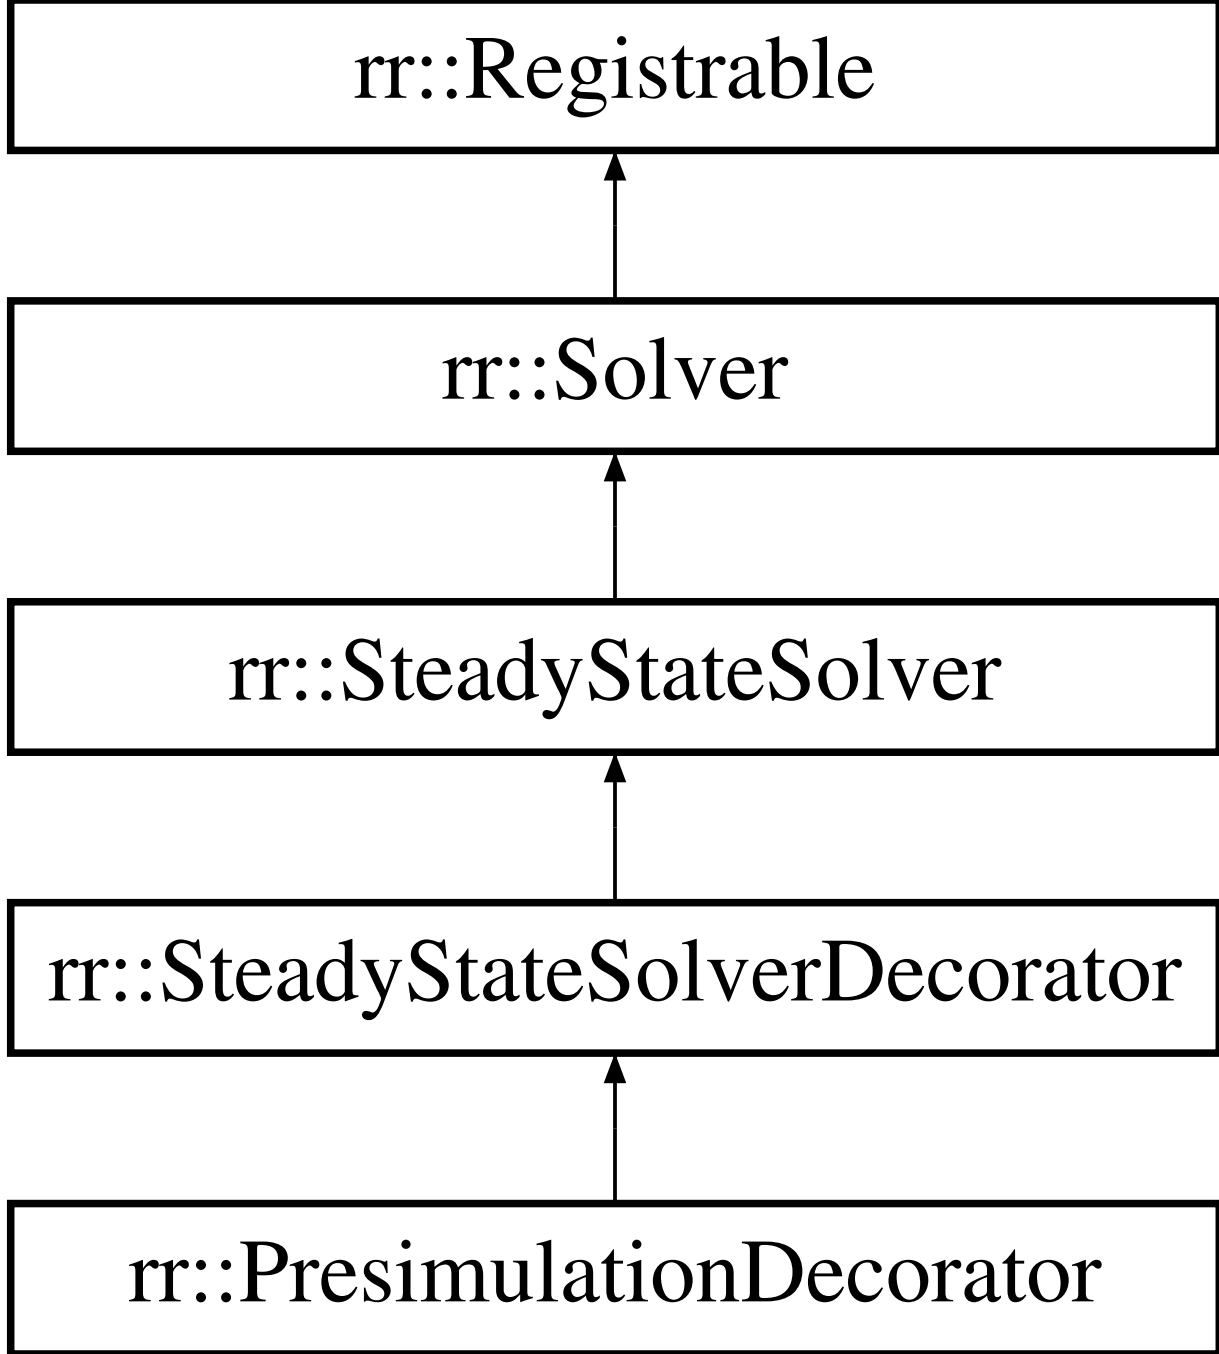 rr::Registrable
rr::Solver
rr::SteadyStateSolver
rr::SteadyStateSolverDecorator
rr::PresimulationDecorator